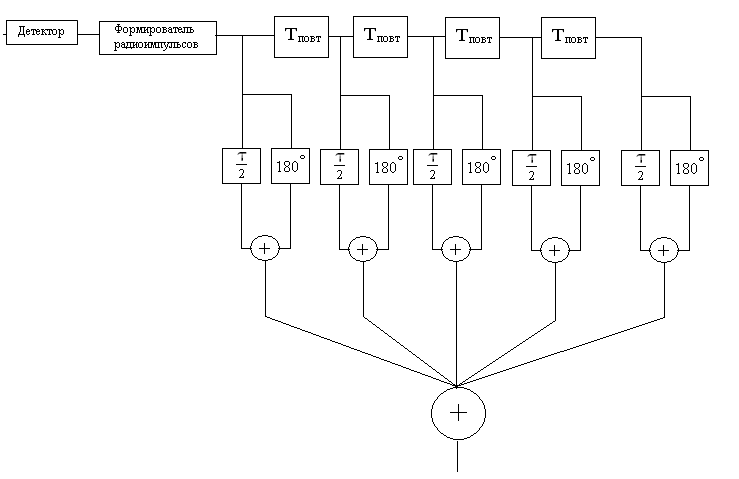 Детектор
Формирователь
радиоимпульсов
Tповт
Tповт
Tповт
Tповт
τ/2
180°
τ/2
180°
τ/2
180°
τ/2
180°
τ/2
180°
+
+
+
+
+
+